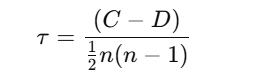 τ = (C − D) / ½n(n − 1)